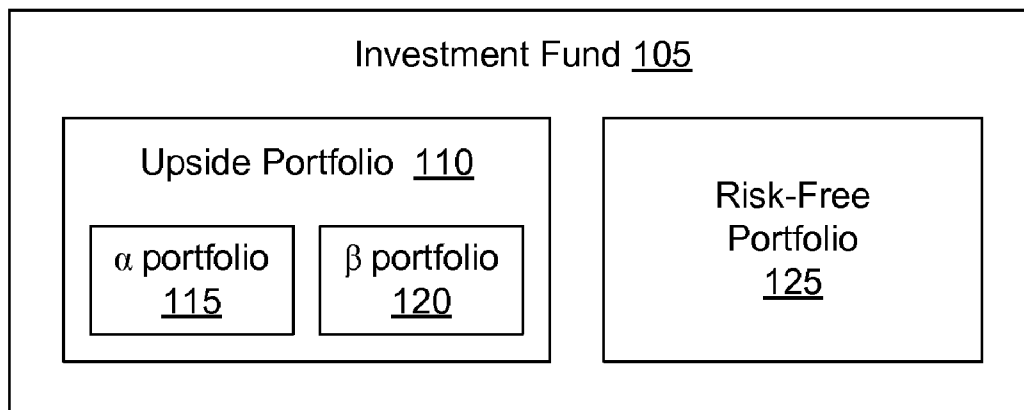 Investment Fund 105
Upside Portfolio 110
α portfolio
115
β portfolio
120
Risk-Free
Portfolio
125